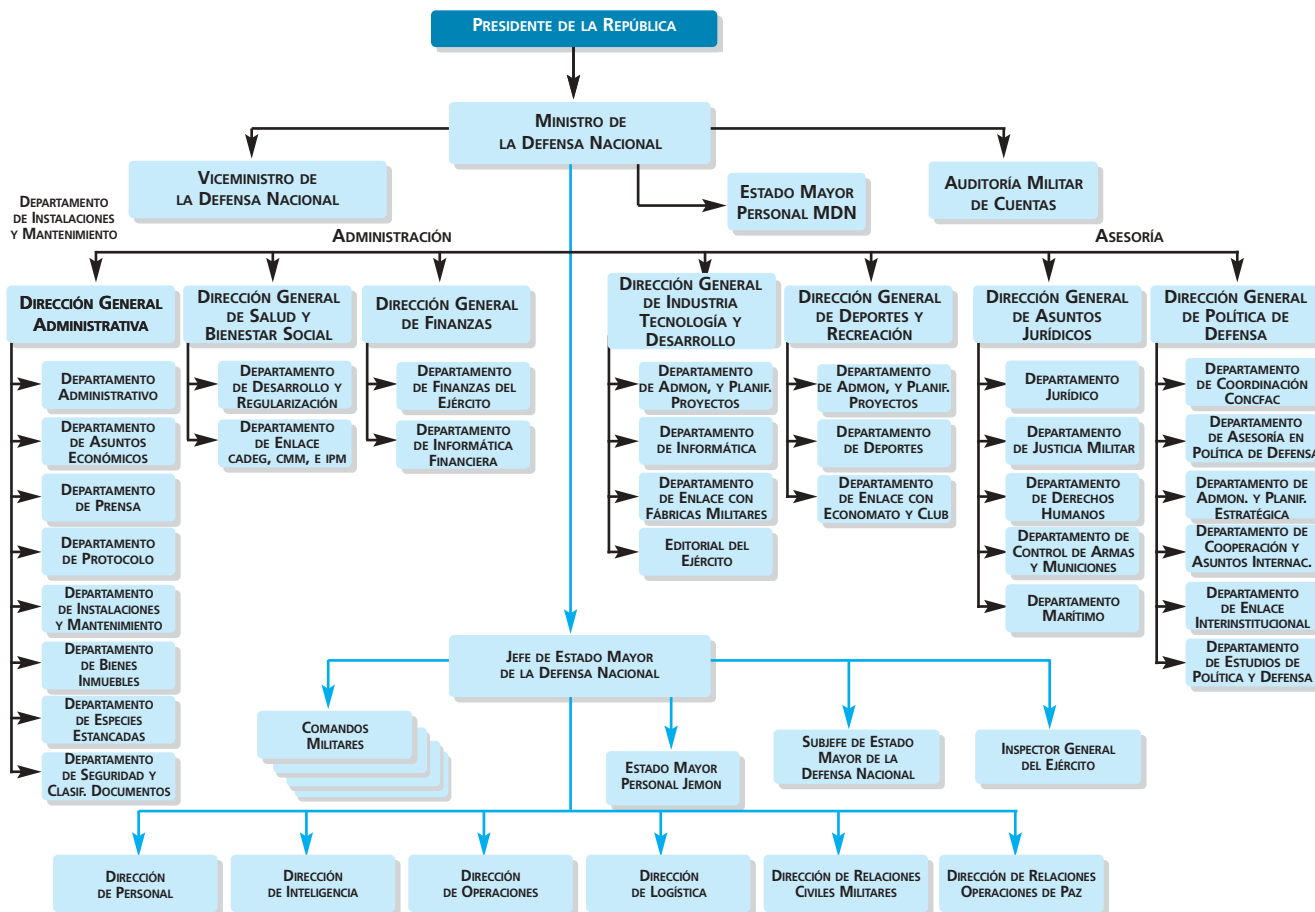 Presidente de la República
Ministro de
la Defensa Nacional
Viceministro de
la Defensa Nacional
Estado Mayor
Personal MDN
Auditoría Militar
de Cuentas
Departamento
de Instalaciones
y Mantenimiento
Administración
Asesoría
Dirección General
Administrativa
Dirección General
de Salud y
Bienestar Social
Dirección General
de Finanzas
Dirección General
de Industria
Tecnología y
Desarrollo
Dirección General
de Deportes y
Recreación
Dirección General
de Asuntos
Jurídicos
Dirección General
de Política de
Defensa
Departamento
Administrativo
Departamento
de Asuntos
Económicos
Departamento
de Prensa
Departamento
de Protocolo
Departamento
de Instalaciones
y Mantenimiento
Departamento
de Bienes
Inmuebles
Departamento
de Especies
Estancadas
Departamento
de Seguridad y
Clasif. Documentos
Departamento
de Desarrollo y
Regularización
Departamento
de Enlace
cadeg, cmm, e ipm
Departamento
de Finanzas del
Ejército
Departamento
de Informática
Financiera
Departamento
de Admon, y Planif.
Proyectos
Departamento
de Informática
Departamento
de Enlace con
Fábricas Militares
Editorial del
Ejército
Departamento
de Admon, y Planif.
Proyectos
Departamento
de Deportes
Departamento
de Enlace con
Economato y Club
Departamento
Jurídico
Departamento
de Justicia Militar
Departamento
de Derechos
Humanos
Departamento de
Control de Armas
y Municiones
Departamento
Marítimo
Departamento
de Coordinación
Concfac
Departamento
de Asesoría en
Política de Defensa
Departamento de
Admon. y Planif.
Estratégica
Departamento de
Cooperación y
Asuntos Internac.
Departamento
de Enlace
Interinstitucional
Departamento
de Estudios de
Política y Defensa
Jefe de Estado Mayor
de la Defensa Nacional
Comandos
Militares
Estado Mayor
Personal Jemon
Subjefe de Estado
Mayor de la
Defensa Nacional
Inspector General
del Ejército
Dirección
de Personal
Dirección
de Inteligencia
Dirección
de Operaciones
Dirección
de Logística
Dirección de Relaciones
Civiles Militares
Dirección de Relaciones
Operaciones de Paz